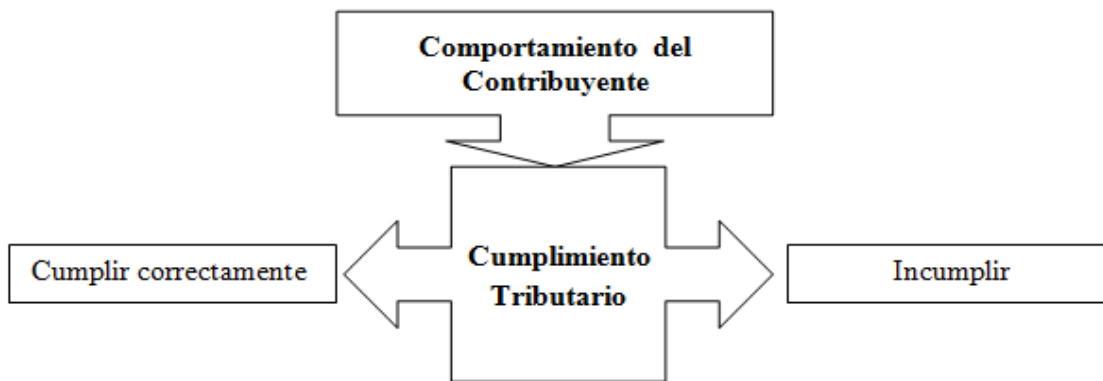 Comportamiento del
Contribuyente
Cumplir correctamente
Cumplimiento
Tributario
Incumplir